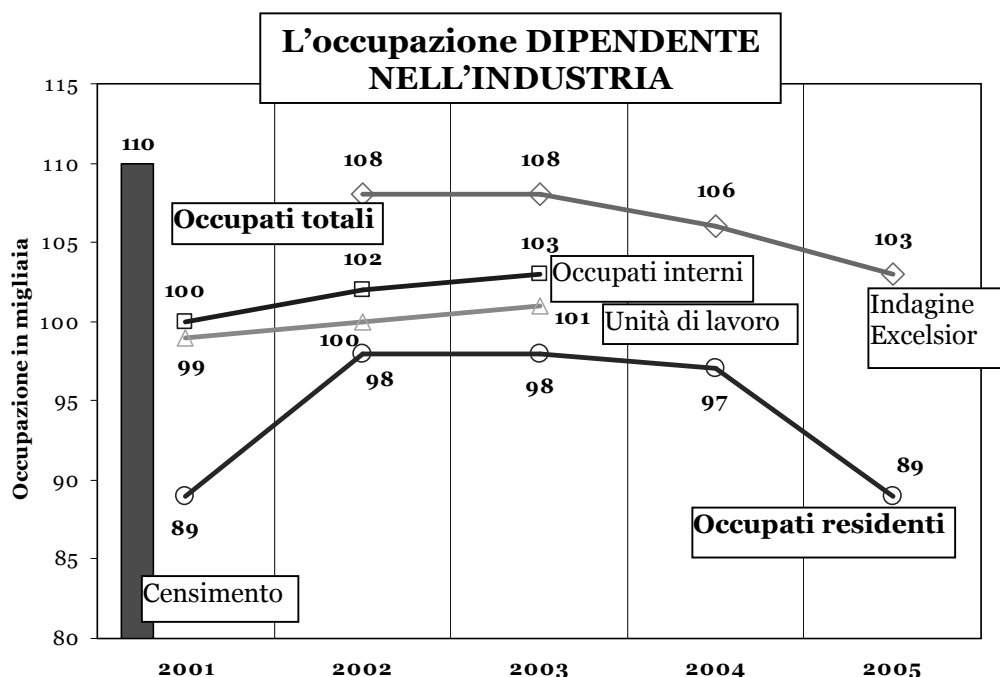 L'occupazione DIPENDENTE
NELL'INDUSTRIA
Occupazione in migliaia
115
110
105
100
95
90
85
80
110
108
108
106
103
Occupati totali
100
102
103
Occupati interni
Indagine
Excelsior
99
100
101
Unità di lavoro
89
98
98
97
89
Occupati residenti
Censimento
2001
2002
2003
2004
2005